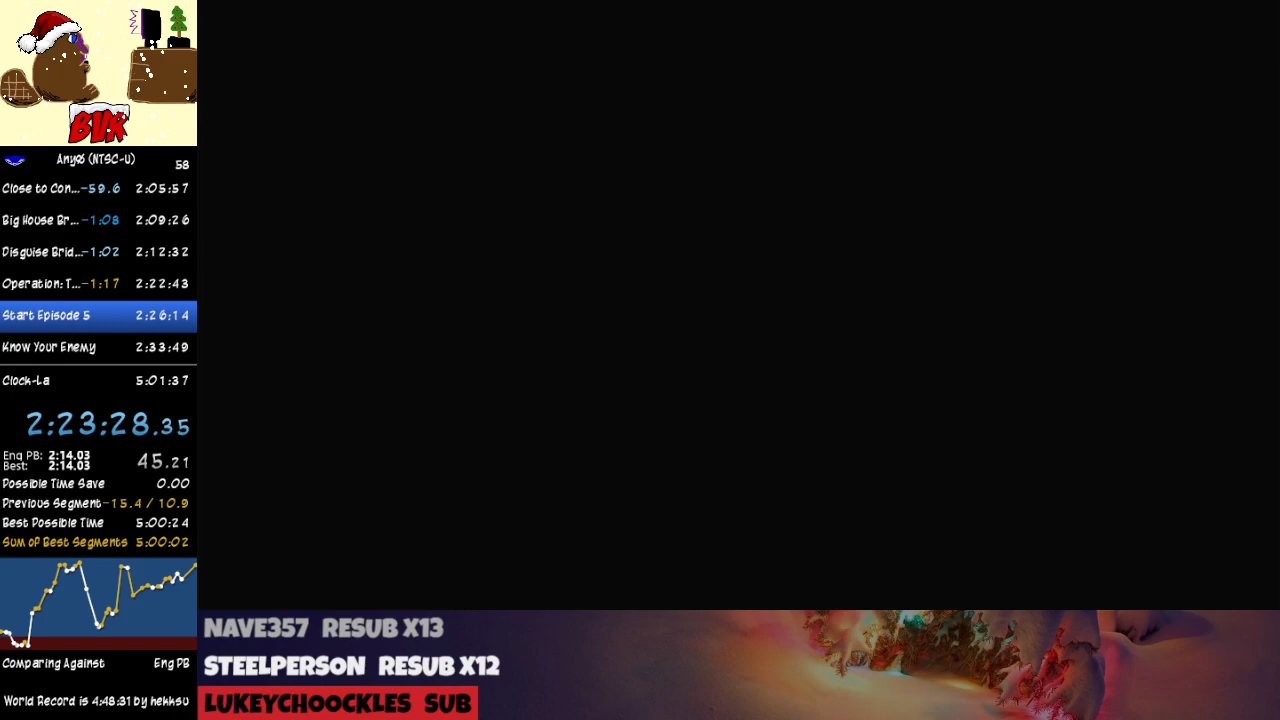 BVK
Any% (NTSC-U)
58
Close to Con... -59.6 2:05:57
Big House Br... -1:08 2:09:26
Disguise Brid... -1:02 2:12:32
Operation: T... -1:17 2:22:43
Start Episode 5 2:26:14
Know Your Enemy 2:33:49
Clock-La 5:01:37
2:23:28.35
Eng PB: 2:14.03
Best: 2:14.03
45.21
Possible Time Save 0.00
Previous Segment -15.4 / 10.9
Best Possible Time 5:00:24
Sum of Best Segments 5:00:02
Comparing Against Eng PB
World Record is 4:48:31 by hekksu
NAVE357 RESUB X13
STEELPERSON RESUB X12
LUKEYCHOOCKLES SUB